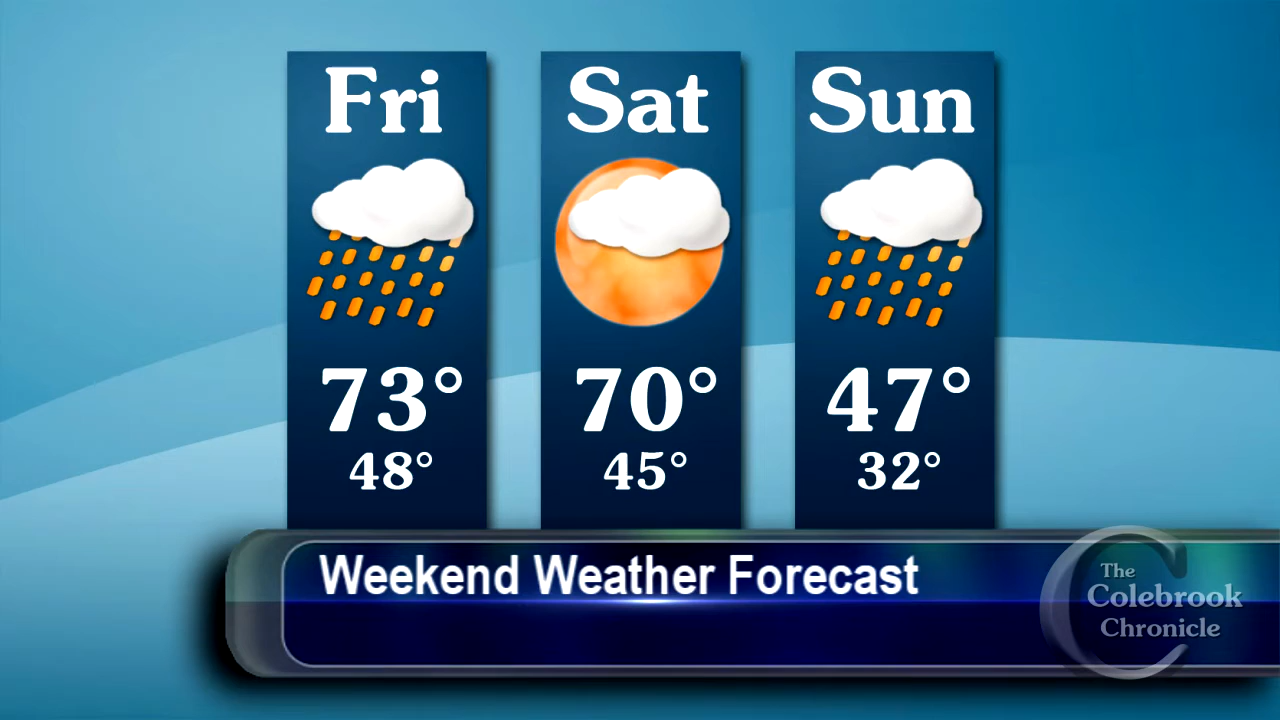 Fri
Sat
Sun
73°
70°
47°
48°
45°
32°
Weekend Weather Forecast
The
Colebrook
Chronicle